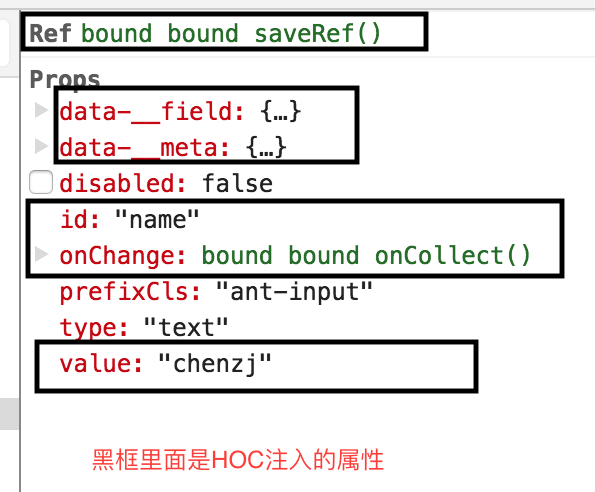 Ref bound bound saveRef()
Props
data-__field: {…}
data-__meta: {…}
disabled: false
id: "name"
onChange: bound bound onCollect()
prefixCls: "ant-input"
type: "text"
value: "chenzj"
黑框里面是HOC注入的属性